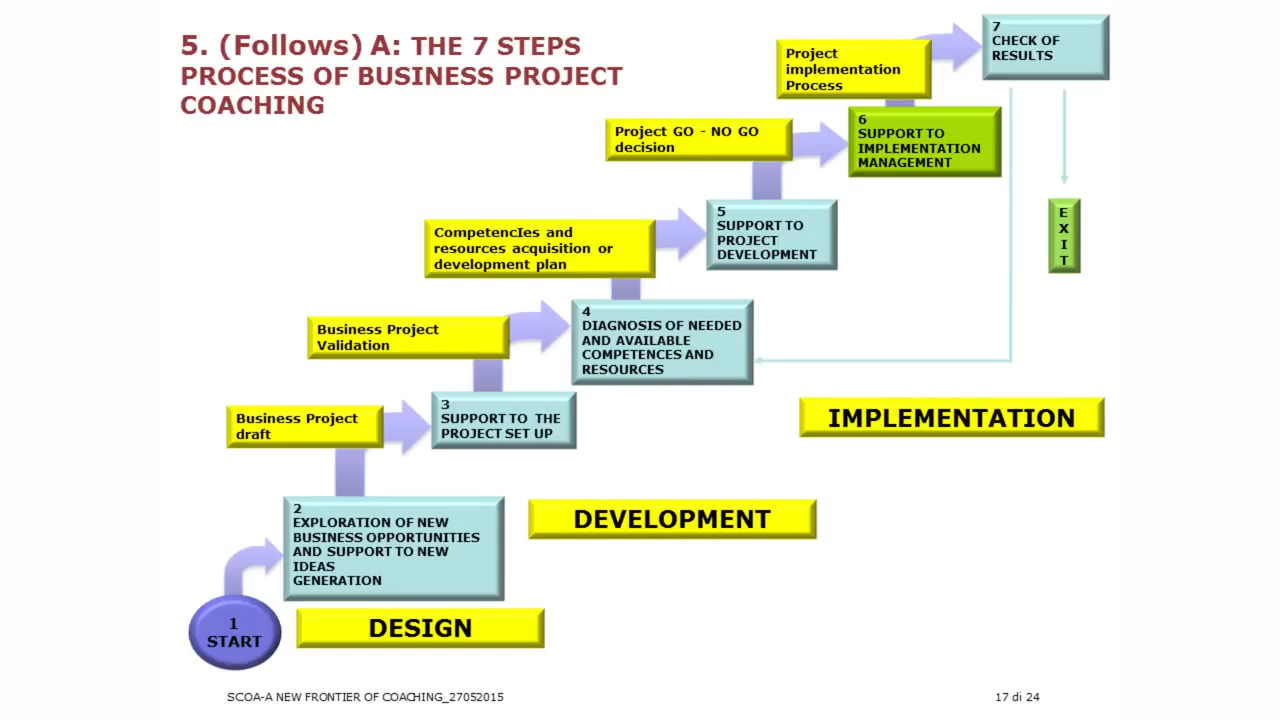 5. (Follows) A: THE 7 STEPS
PROCESS OF BUSINESS PROJECT
COACHING
7
CHECK OF
RESULTS
Project
implementation
Process
6
SUPPORT TO
IMPLEMENTATION
MANAGEMENT
Project GO - NO GO
decision
E
X
I
T
5
SUPPORT TO
PROJECT
DEVELOPMENT
CompetencIes and
resources acquisition or
development plan
4
DIAGNOSIS OF NEEDED
AND AVAILABLE
COMPETENCES AND
RESOURCES
Business Project
Validation
3
SUPPORT TO THE
PROJECT SET UP
Business Project
draft
IMPLEMENTATION
2
EXPLORATION OF NEW
BUSINESS OPPORTUNITIES
AND SUPPORT TO NEW
IDEAS
GENERATION
DEVELOPMENT
1
START
DESIGN
SCOA-A NEW FRONTIER OF COACHING_27052015
17 di 24